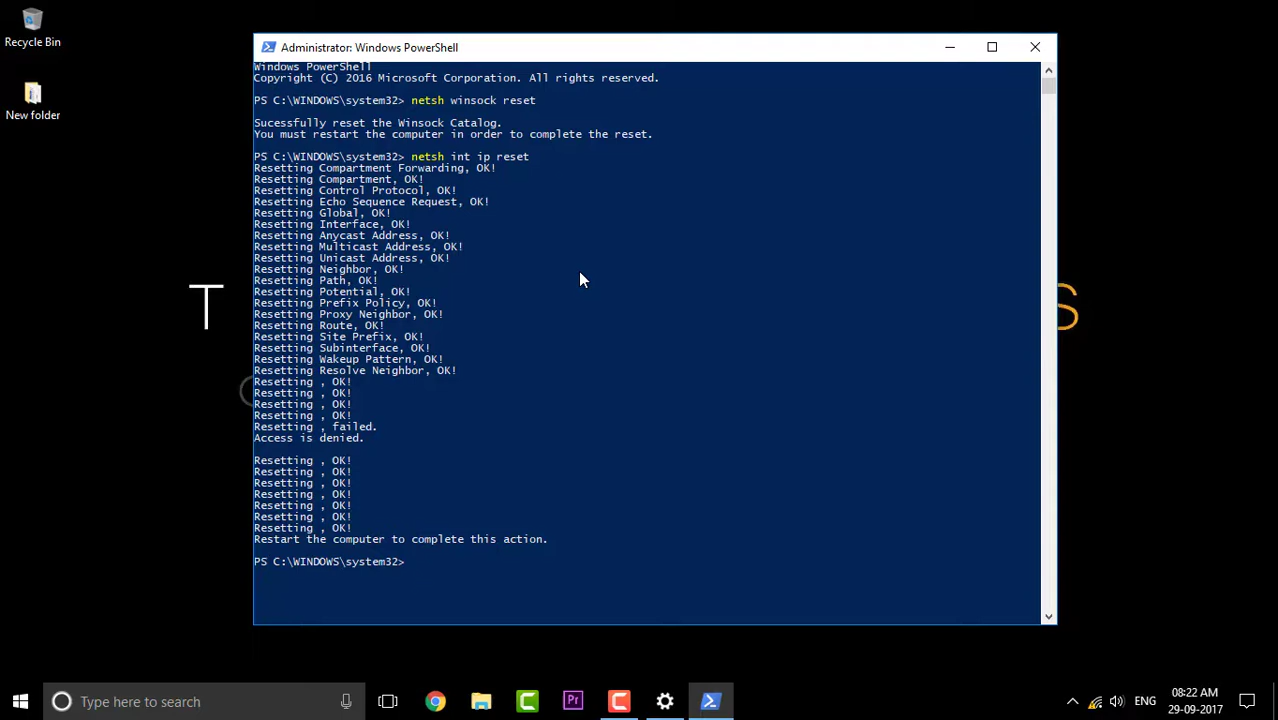 Recycle Bin
New folder
Administrator: Windows PowerShell
Windows PowerShell
Copyright (C) 2016 Microsoft Corporation. All rights reserved.
PS C:\WINDOWS\system32> netsh winsock reset
Sucessfully reset the Winsock Catalog.
You must restart the computer in order to complete the reset.
PS C:\WINDOWS\system32> netsh int ip reset
Resetting Compartment Forwarding, OK!
Resetting Compartment, OK!
Resetting Control Protocol, OK!
Resetting Echo Sequence Request, OK!
Resetting Global, OK!
Resetting Interface, OK!
Resetting Anycast Address, OK!
Resetting Multicast Address, OK!
Resetting Unicast Address, OK!
Resetting Neighbor, OK!
Resetting Path, OK!
Resetting Potential, OK!
Resetting Prefix Policy, OK!
Resetting Proxy Neighbor, OK!
Resetting Route, OK!
Resetting Site Prefix, OK!
Resetting Subinterface, OK!
Resetting Wakeup Pattern, OK!
Resetting Resolve Neighbor, OK!
Resetting , OK!
Resetting , OK!
Resetting , OK!
Resetting , OK!
Resetting , failed.
Access is denied.
Resetting , OK!
Resetting , OK!
Resetting , OK!
Resetting , OK!
Resetting , OK!
Resetting , OK!
Resetting , OK!
Restart the computer to complete this action.
PS C:\WINDOWS\system32>
T S
Type here to search
Pr
ENG
08:22 AM
29-09-2017